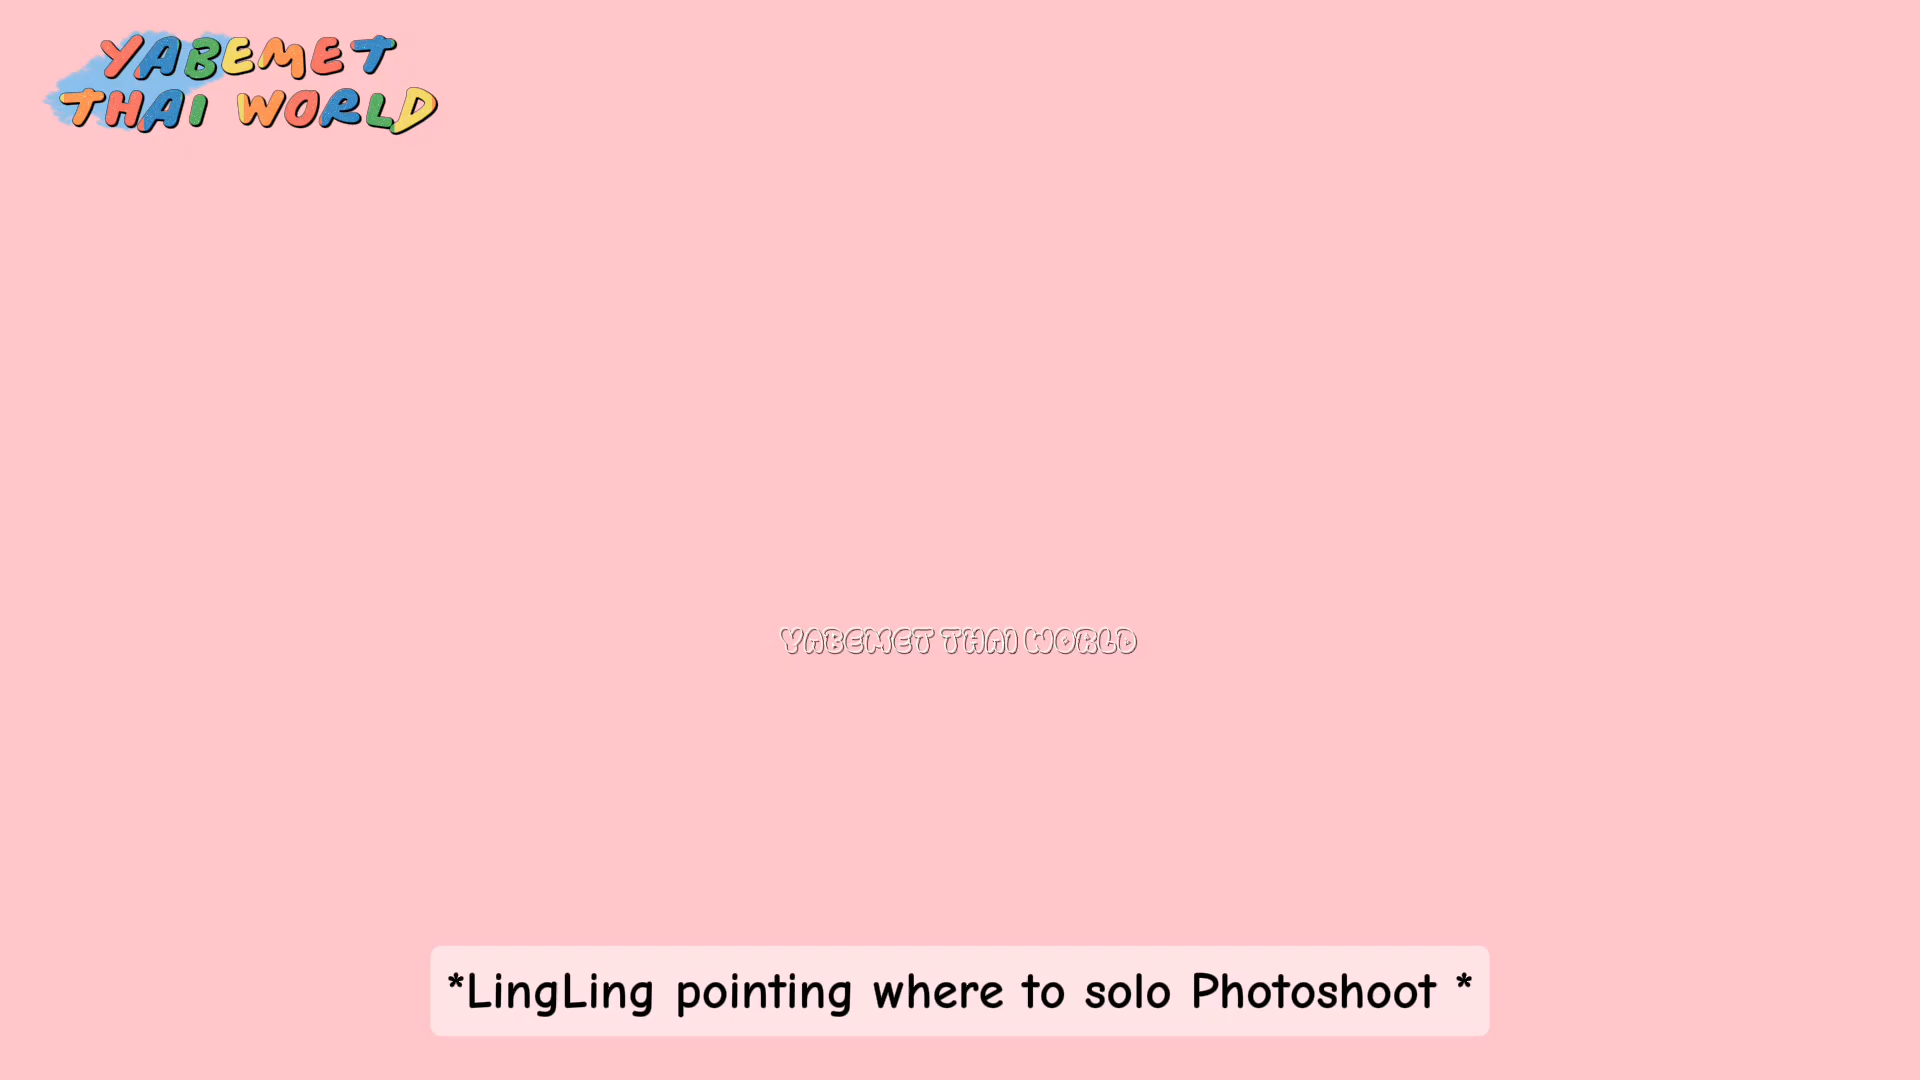 YABEMET
THAI WORLD
YABEMET THAI WORLD
*LingLing pointing where to solo Photoshoot *